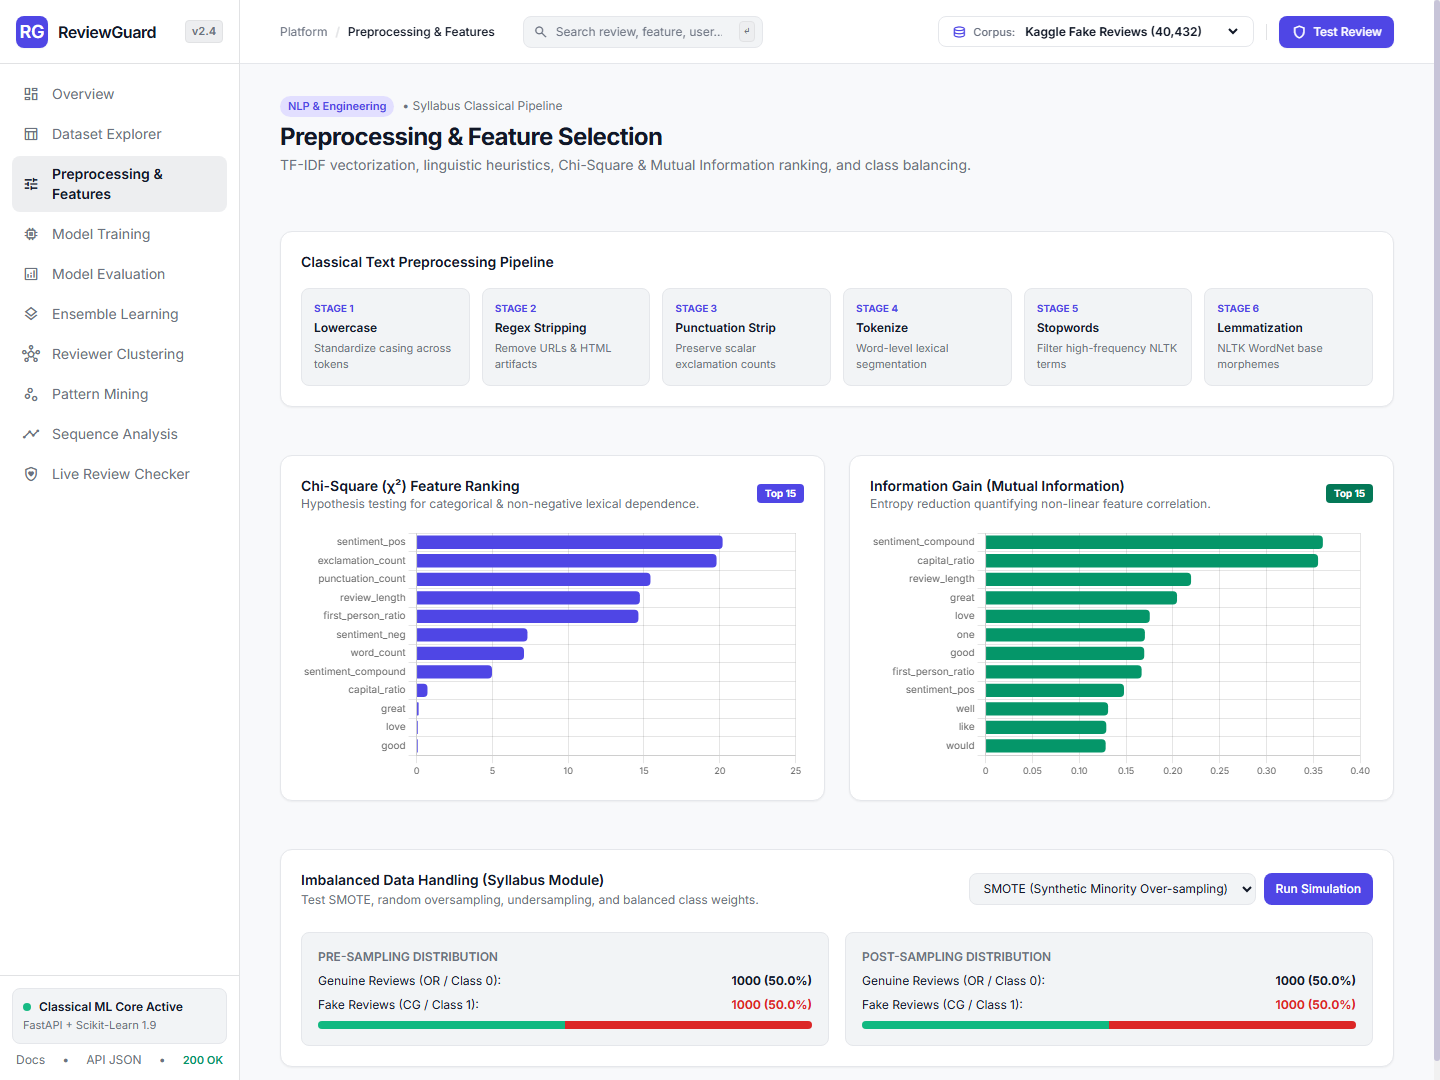 RG ReviewGuard v2.4
Platform / Preprocessing & Features
Search review, feature, user... ↵
Corpus: Kaggle Fake Reviews (40,432)
Test Review
Overview
Dataset Explorer
Preprocessing &
Features
Model Training
Model Evaluation
Ensemble Learning
Reviewer Clustering
Pattern Mining
Sequence Analysis
Live Review Checker
Classical ML Core Active
FastAPI + Scikit-Learn 1.9
Docs • API JSON • 200 OK
NLP & Engineering • Syllabus Classical Pipeline
Preprocessing & Feature Selection
TF-IDF vectorization, linguistic heuristics, Chi-Square & Mutual Information ranking, and class balancing.
Classical Text Preprocessing Pipeline
STAGE 1
Lowercase
Standardize casing across
tokens
STAGE 2
Regex Stripping
Remove URLs & HTML
artifacts
STAGE 3
Punctuation Strip
Preserve scalar
exclamation counts
STAGE 4
Tokenize
Word-level lexical
segmentation
STAGE 5
Stopwords
Filter high-frequency NLTK
terms
STAGE 6
Lemmatization
NLTK WordNet base
morphemes
Chi-Square (χ²) Feature Ranking
Hypothesis testing for categorical & non-negative lexical dependence.
Top 15
sentiment_pos
exclamation_count
punctuation_count
review_length
first_person_ratio
sentiment_neg
word_count
sentiment_compound
capital_ratio
great
love
good
0 5 10 15 20 25
Information Gain (Mutual Information)
Entropy reduction quantifying non-linear feature correlation.
Top 15
sentiment_compound
capital_ratio
review_length
great
love
one
good
first_person_ratio
sentiment_pos
well
like
would
0 0.05 0.10 0.15 0.20 0.25 0.30 0.35 0.40
Imbalanced Data Handling (Syllabus Module)
Test SMOTE, random oversampling, undersampling, and balanced class weights.
SMOTE (Synthetic Minority Over-sampling)
Run Simulation
PRE-SAMPLING DISTRIBUTION
Genuine Reviews (OR / Class 0): 1000 (50.0%)
Fake Reviews (CG / Class 1): 1000 (50.0%)
POST-SAMPLING DISTRIBUTION
Genuine Reviews (OR / Class 0): 1000 (50.0%)
Fake Reviews (CG / Class 1): 1000 (50.0%)